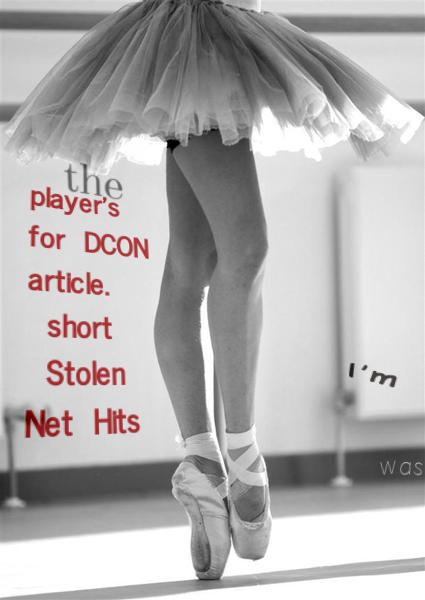 the
player's
for DCON
article.
short
Stolen
Net HIts
I'm
was